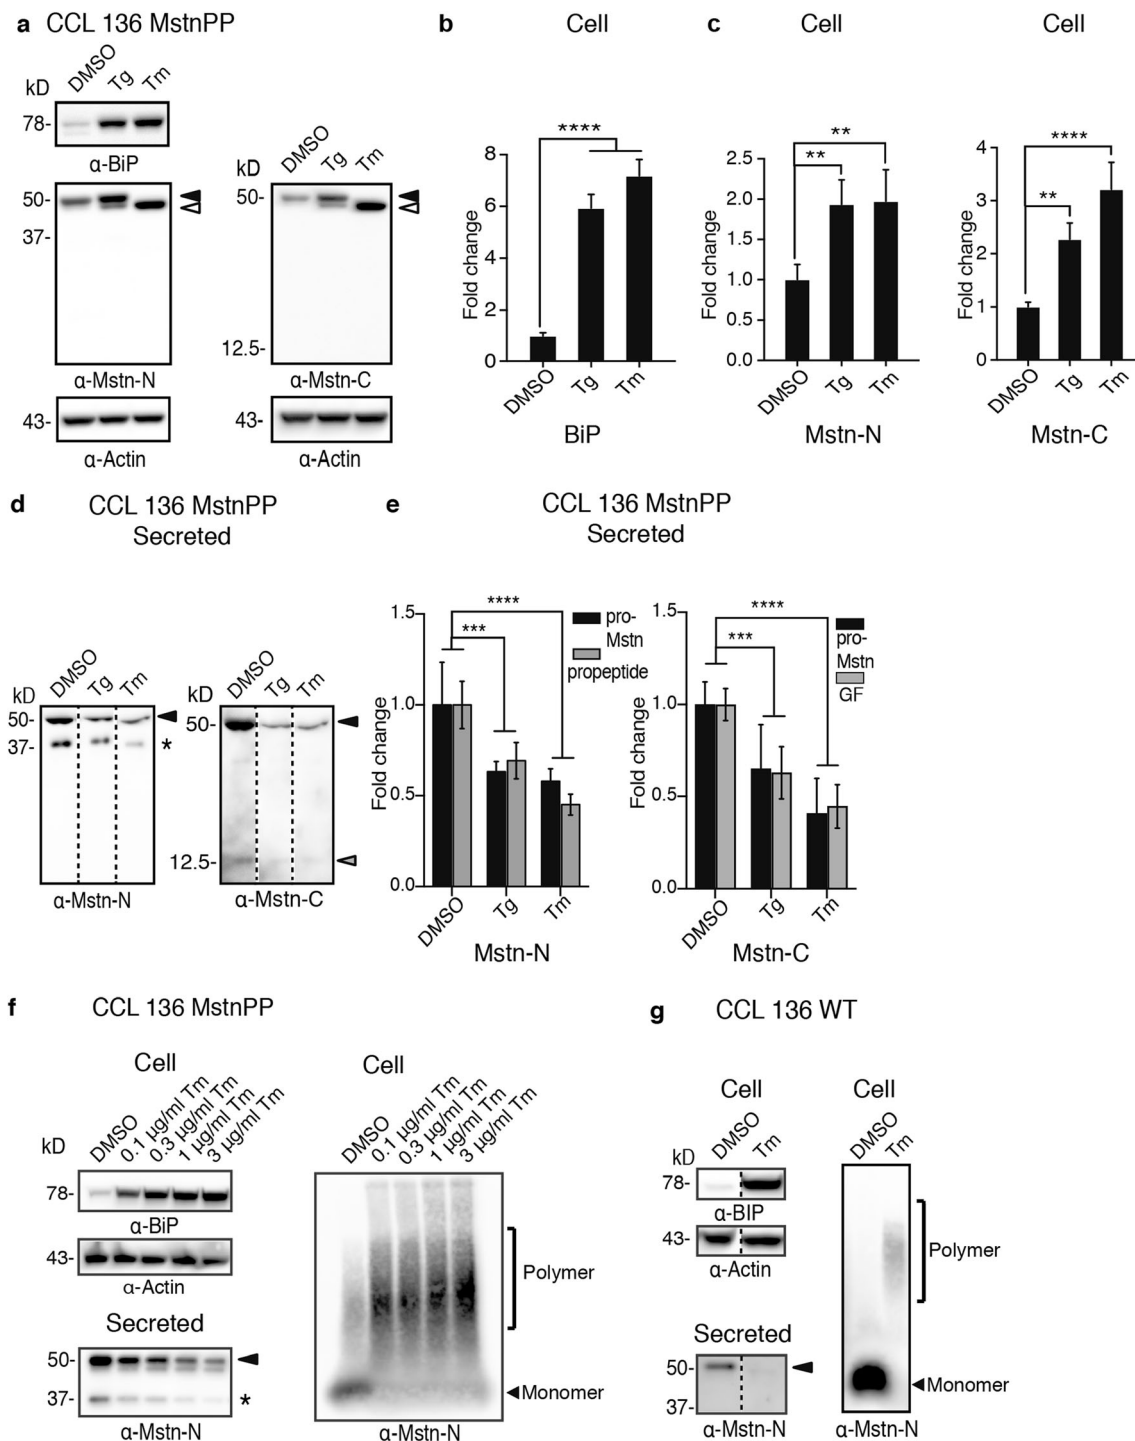 a CCL 136 MstnPP
kD DMSO Tg Tm
78-
α-BiP
50-
37-
α-Mstn-N
43-
α-Actin
kD DMSO Tg Tm
50-
12.5-
α-Mstn-C
43-
α-Actin
b Cell
****
Fold change
8
6
4
2
0
DMSO Tg Tm
BiP
c Cell
**
**
Fold change
2.5
2.0
1.5
1.0
0.5
0.0
DMSO Tg Tm
Mstn-N
Cell
****
**
Fold change
4
3
2
1
0
DMSO Tg Tm
Mstn-C
d CCL 136 MstnPP
Secreted
kD DMSO Tg Tm
50-
37- *
α-Mstn-N
kD DMSO Tg Tm
50-
12.5-
α-Mstn-C
e CCL 136 MstnPP
Secreted
****
***
pro-
Mstn
propeptide
Fold change
1.5
1.0
0.5
0.0
DMSO Tg Tm
Mstn-N
****
***
pro-
Mstn
GF
Fold change
1.5
1.0
0.5
0.0
DMSO Tg Tm
Mstn-C
f CCL 136 MstnPP
Cell
kD DMSO 0.1 µg/ml Tm 0.3 µg/ml Tm 1 µg/ml Tm 3 µg/ml Tm
78-
α-BiP
43-
α-Actin
Secreted
50-
37- *
α-Mstn-N
Cell
DMSO 0.1 µg/ml Tm 0.3 µg/ml Tm 1 µg/ml Tm 3 µg/ml Tm
Polymer
Monomer
α-Mstn-N
g CCL 136 WT
Cell
kD DMSO Tm
78-
α-BIP
43-
α-Actin
Secreted
50-
37-
α-Mstn-N
Cell
DMSO Tm
Polymer
Monomer
α-Mstn-N